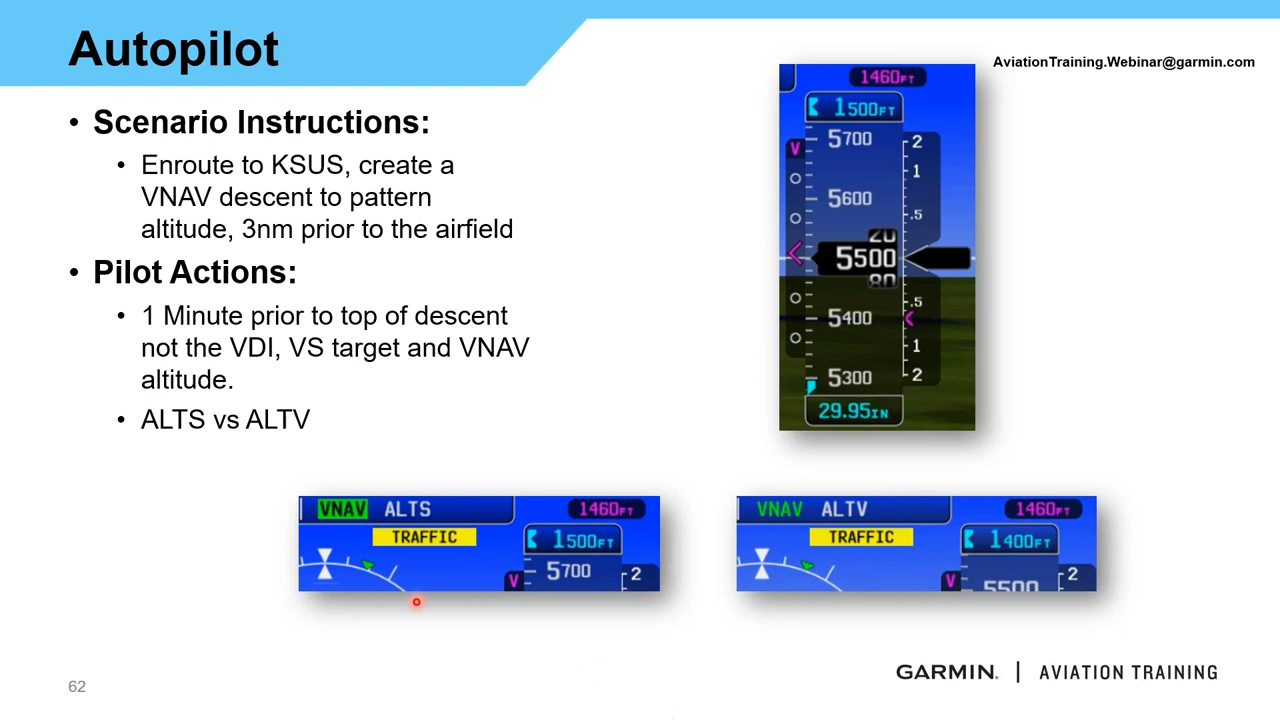 Autopilot
AviationTraining.Webinar@garmin.com
• Scenario Instructions:
• Enroute to KSUS, create a
VNAV descent to pattern
altitude, 3nm prior to the airfield
• Pilot Actions:
• 1 Minute prior to top of descent
not the VDI, VS target and VNAV
altitude.
• ALTS vs ALTV
1460FT
1500FT
5700
V
2
1
5600
.5
20
5500
80
.5
5400
1
5300
2
29.95IN
VNAV ALTS
1460FT
TRAFFIC
1500FT
V
5700
2
VNAV ALTV
1460FT
TRAFFIC
1400FT
V
5500
2
62
GARMIN. | AVIATION TRAINING